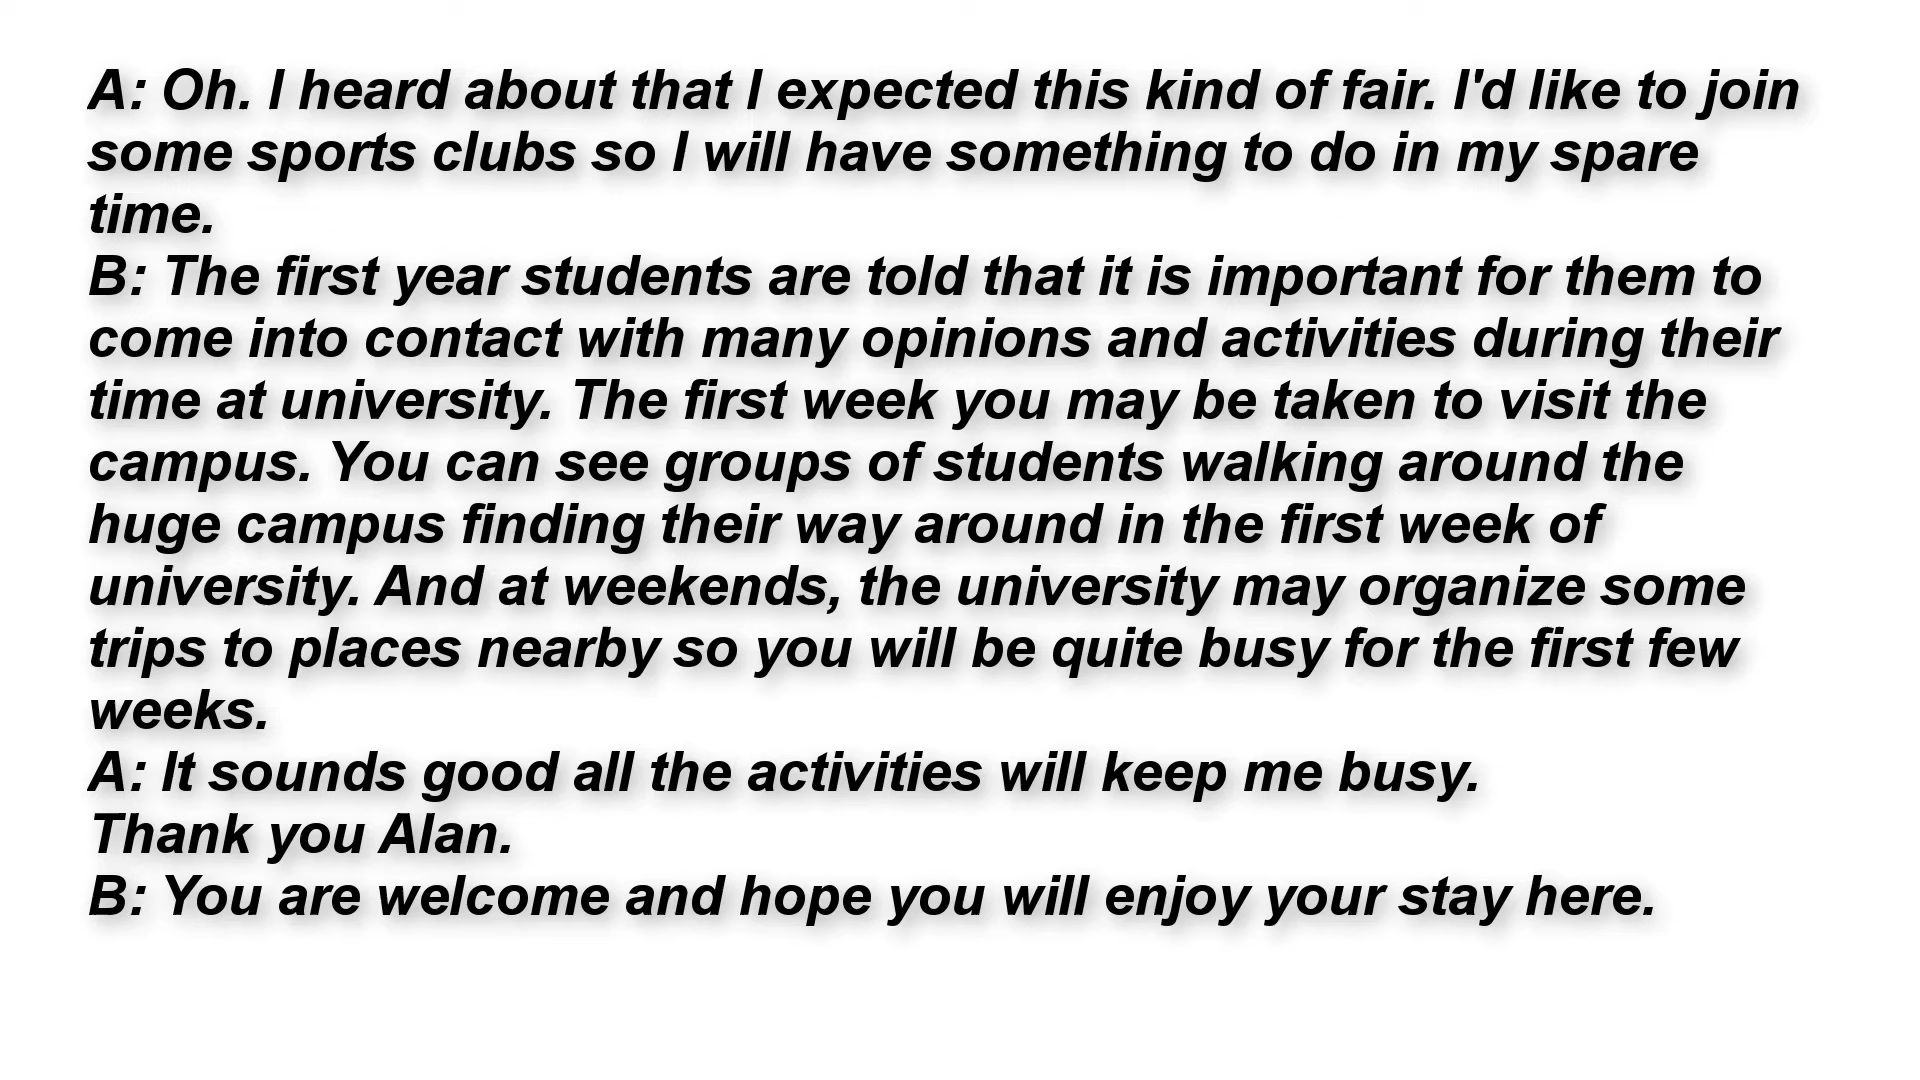 A: Oh. I heard about that I expected this kind of fair. I'd like to join
some sports clubs so I will have something to do in my spare
time.
B: The first year students are told that it is important for them to
come into contact with many opinions and activities during their
time at university. The first week you may be taken to visit the
campus. You can see groups of students walking around the
huge campus finding their way around in the first week of
university. And at weekends, the university may organize some
trips to places nearby so you will be quite busy for the first few
weeks.
A: It sounds good all the activities will keep me busy.
Thank you Alan.
B: You are welcome and hope you will enjoy your stay here.